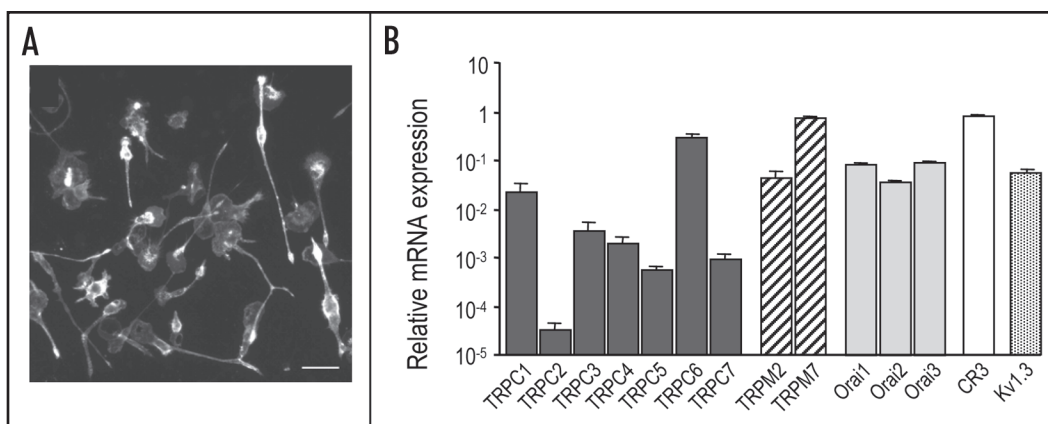 A
B
Relative mRNA expression
10
1
10-1
10-2
10-3
10-4
10-5
TRPC1
TRPC2
TRPC3
TRPC4
TRPC5
TRPC6
TRPC7
TRPM2
TRPM7
Orai1
Orai2
Orai3
CR3
Kv1.3